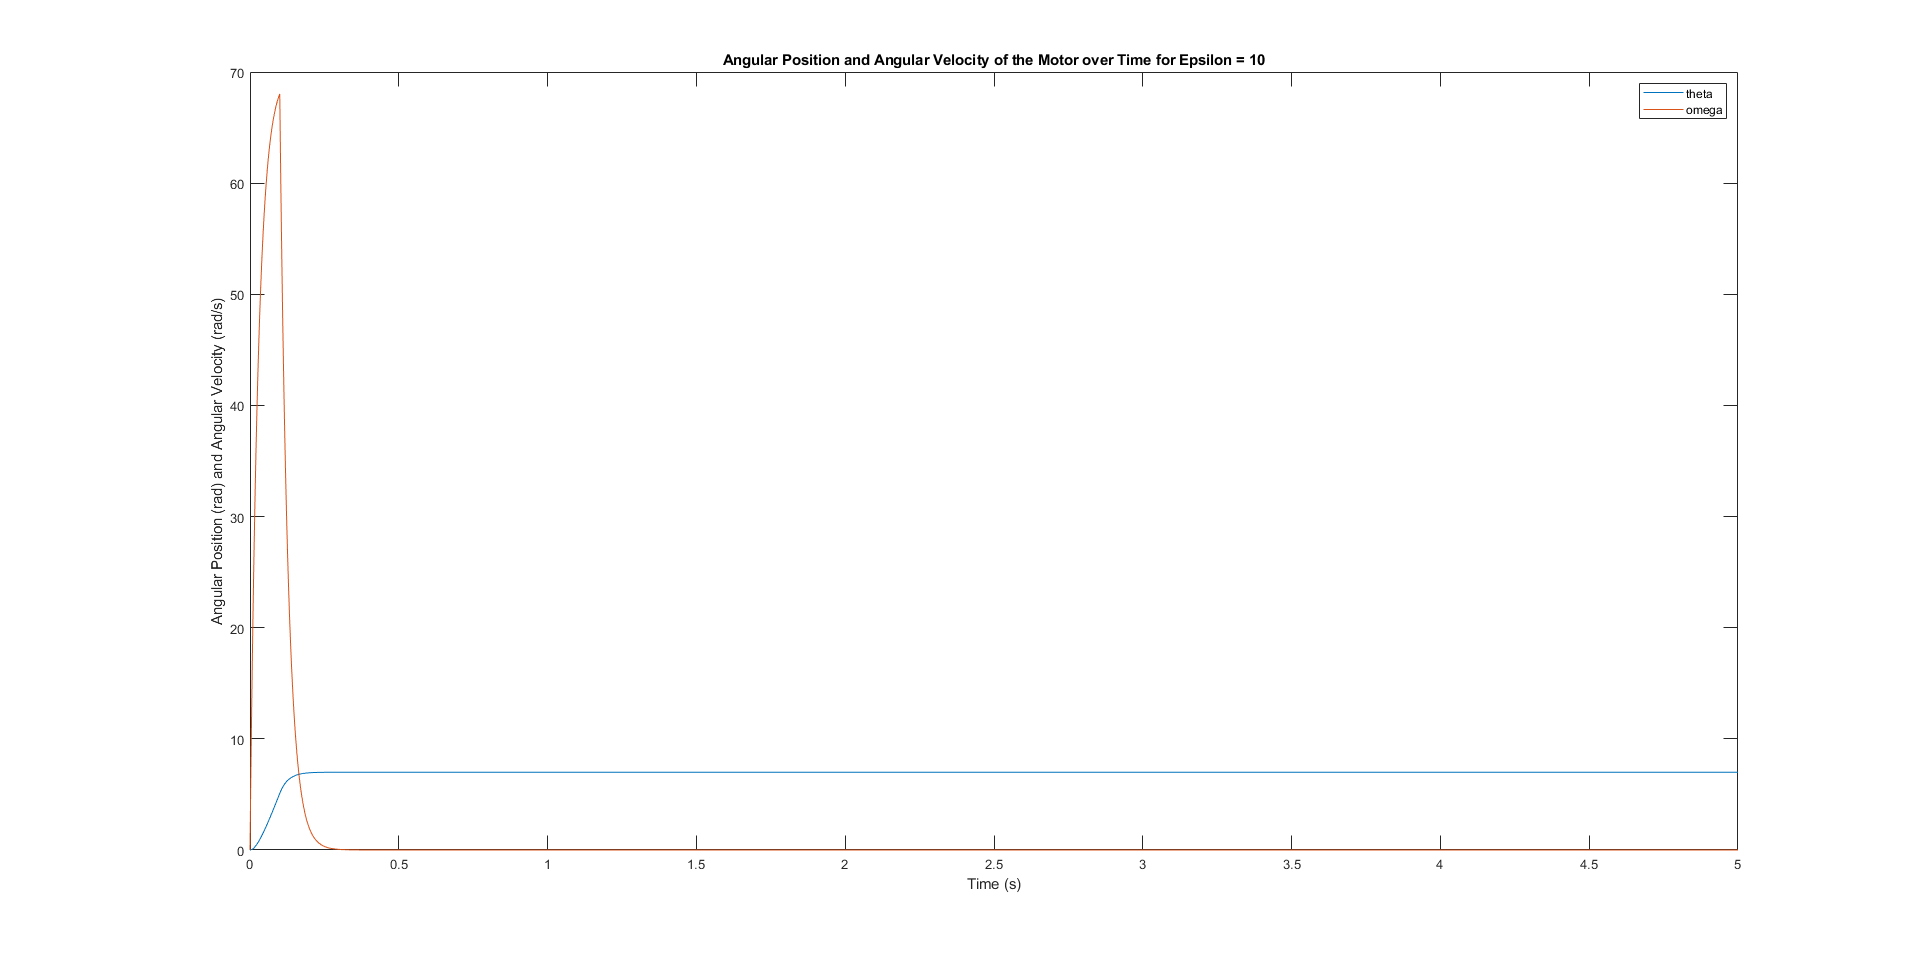 Angular Position and Angular Velocity of the Motor over Time for Epsilon = 10
theta
omega
Angular Position (rad) and Angular Velocity (rad/s)
70
60
50
40
30
20
10
0
0 0.5 1 1.5 2 2.5 3 3.5 4 4.5 5
Time (s)